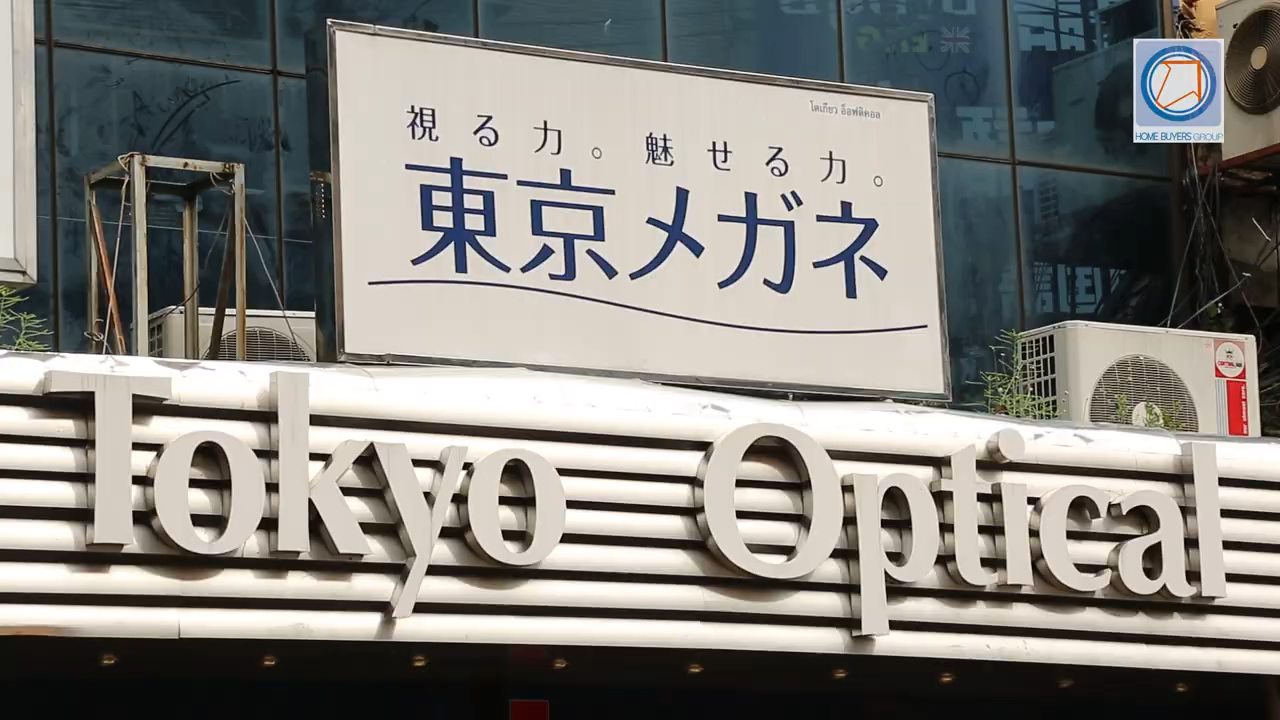 โตเกียว อ็อฟติคอล
視る力。魅せる力。
東京メガネ
Tokyo Optical
HOME BUYERS GROUP